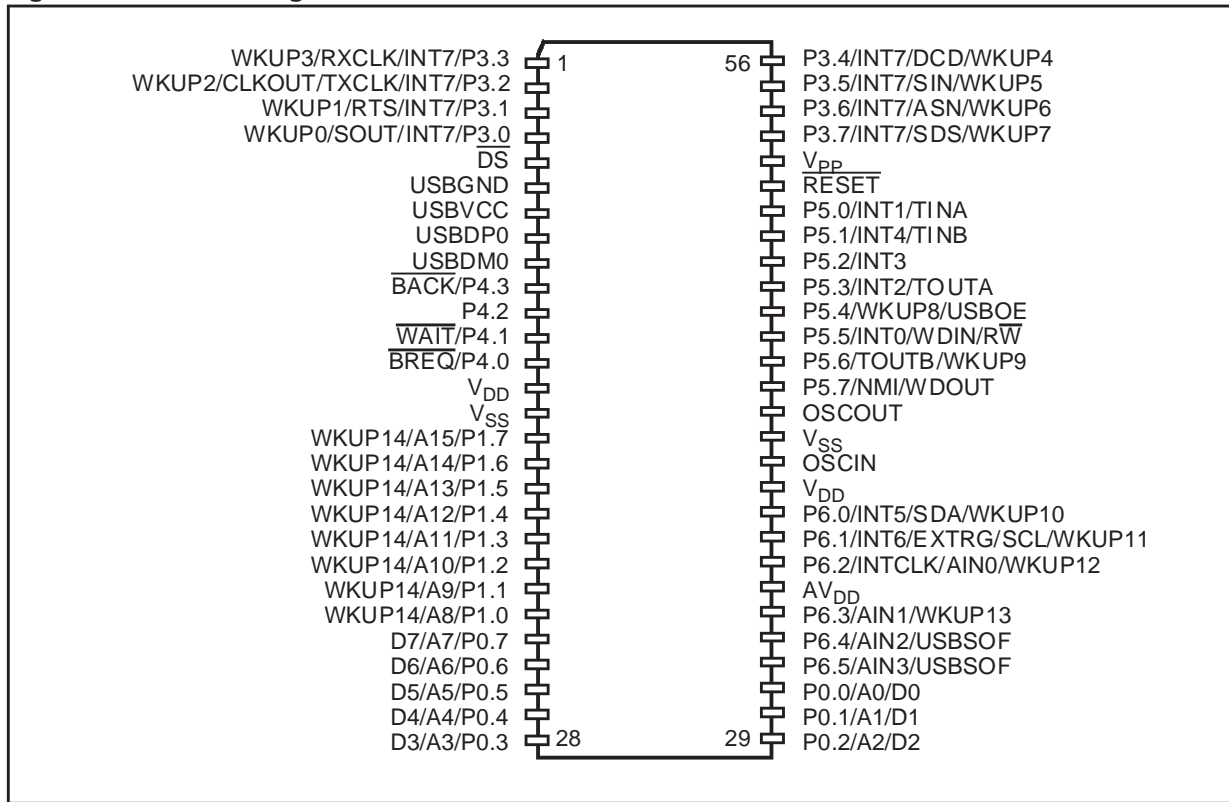 WKUP3/RXCLK/INT7/P3.3 1 56 P3.4/INT7/DCD/WKUP4
WKUP2/CLKOUT/TXCLK/INT7/P3.2 P3.5/INT7/SIN/WKUP5
WKUP1/RTS/INT7/P3.1 P3.6/INT7/ASN/WKUP6
WKUP0/SOUT/INT7/P3.0 P3.7/INT7/SDS/WKUP7
D̅S̅ VPP
USBGND R̅E̅S̅E̅T̅
USBVCC P5.0/INT1/TINA
USBDP0 P5.1/INT4/TINB
USBDM0 P5.2/INT3
B̅A̅C̅K̅/P4.3 P5.3/INT2/TOUTA
P4.2 P5.4/WKUP8/USBOE
W̅A̅I̅T̅/P4.1 P5.5/INT0/WDIN/RW̅
B̅R̅E̅Q̅/P4.0 P5.6/TOUTB/WKUP9
VDD P5.7/NMI/WDOUT
VSS OSCOUT
WKUP14/A15/P1.7 VSS
WKUP14/A14/P1.6 OSCIN
WKUP14/A13/P1.5 VDD
WKUP14/A12/P1.4 P6.0/INT5/SDA/WKUP10
WKUP14/A11/P1.3 P6.1/INT6/EXTRG/SCL/WKUP11
WKUP14/A10/P1.2 P6.2/INTCLK/AIN0/WKUP12
WKUP14/A9/P1.1 AVDD
WKUP14/A8/P1.0 P6.3/AIN1/WKUP13
D7/A7/P0.7 P6.4/AIN2/USBSOF
D6/A6/P0.6 P6.5/AIN3/USBSOF
D5/A5/P0.5 P0.0/A0/D0
D4/A4/P0.4 P0.1/A1/D1
D3/A3/P0.3 28 29 P0.2/A2/D2